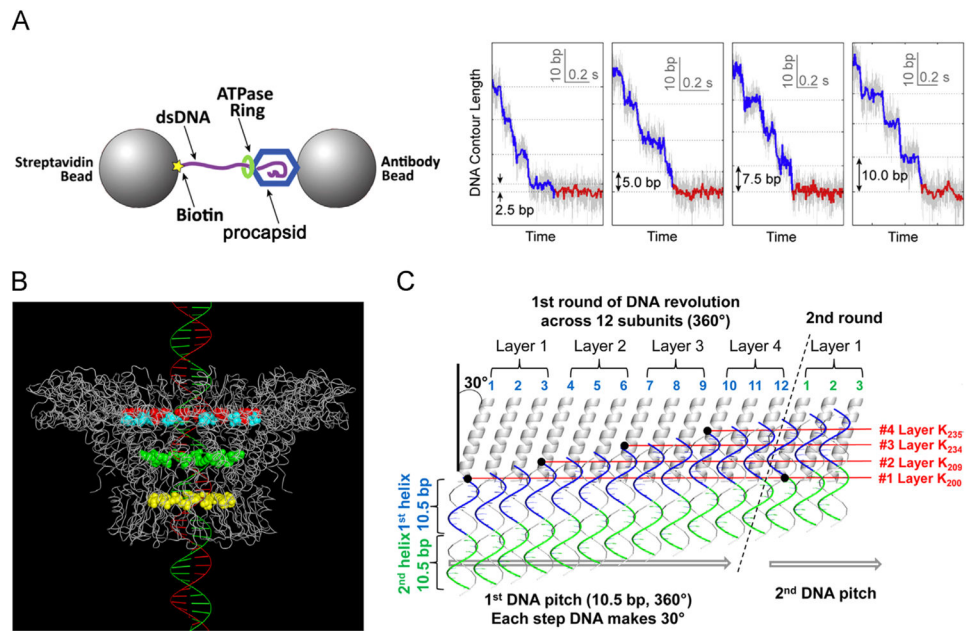 A
ATPase
Ring
dsDNA
Streptavidin
Bead
Antibody
Bead
Biotin
procapsid
DNA Contour Length
10 bp
0.2 s
2.5 bp
Time
10 bp
0.2 s
5.0 bp
Time
10 bp
0.2 s
7.5 bp
Time
10 bp
0.2 s
10.0 bp
Time
B
C
1st round of DNA revolution
across 12 subunits (360°)
2nd round
Layer 1 Layer 2 Layer 3 Layer 4 Layer 1
30°
1 2 3 4 5 6 7 8 9 10 11 12 1 2 3
#4 Layer K235
#3 Layer K234
#2 Layer K209
#1 Layer K200
1st helix
10.5 bp
2nd helix
10.5 bp
1st DNA pitch (10.5 bp, 360°)
Each step DNA makes 30°
2nd DNA pitch